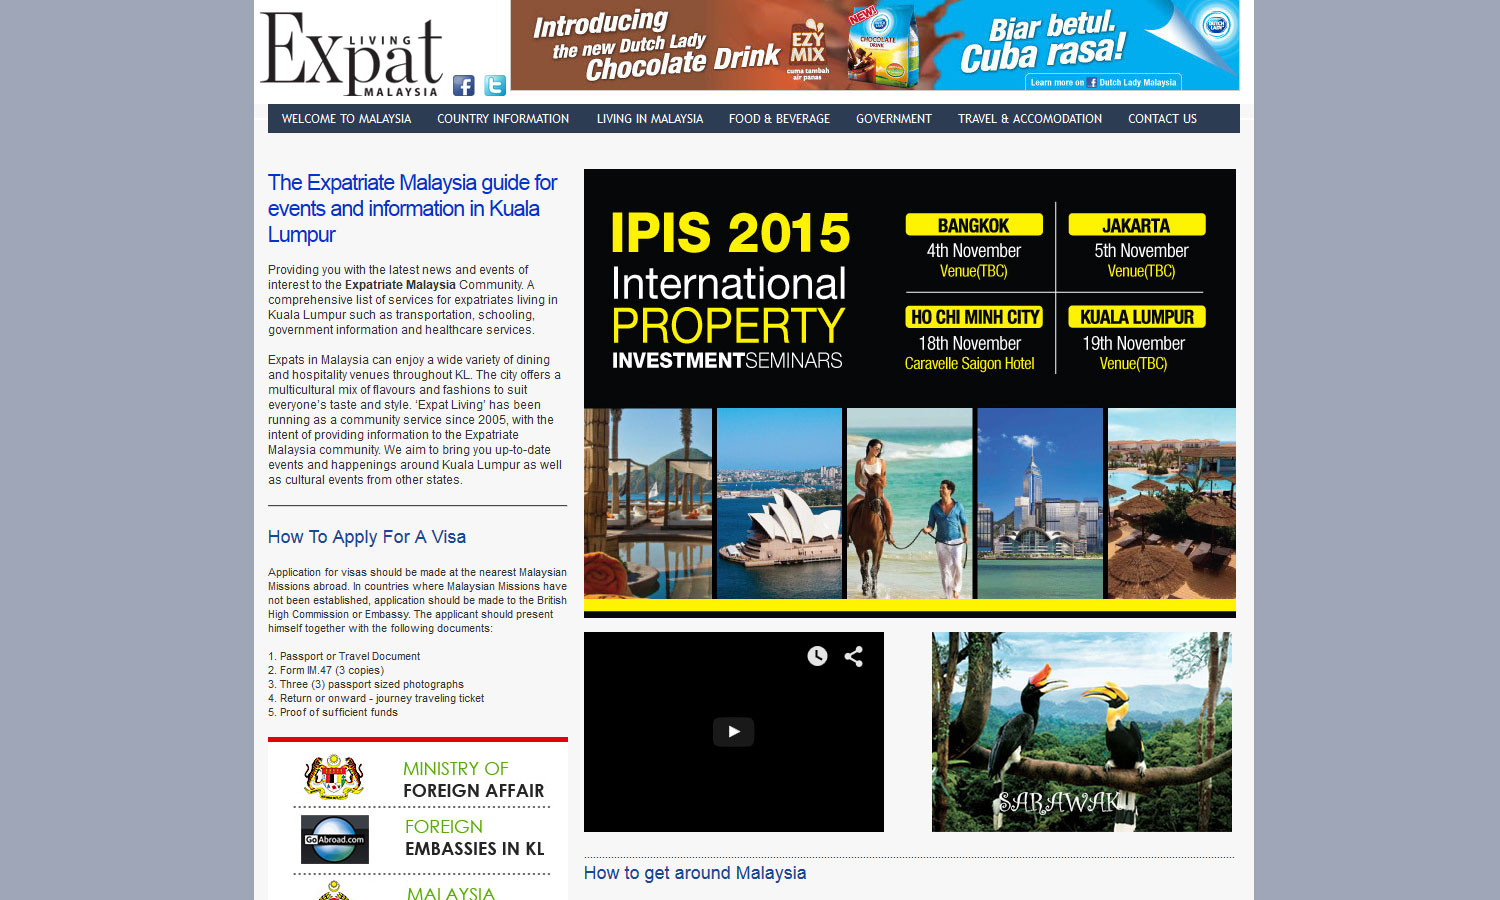 LIVING
Expat
MALAYSIA
Introducing
the new Dutch Lady
Chocolate Drink
EZY
MIX
cuma tambah
air panas
NEW!
CHOCOLATE
DRINK
Biar betul.
Cuba rasa!
DUTCH LADY
Learn more on f Dutch Lady Malaysia
WELCOME TO MALAYSIA COUNTRY INFORMATION LIVING IN MALAYSIA FOOD & BEVERAGE GOVERNMENT TRAVEL & ACCOMODATION CONTACT US
The Expatriate Malaysia guide for
events and information in Kuala
Lumpur
Providing you with the latest news and events of
interest to the Expatriate Malaysia Community. A
comprehensive list of services for expatriates living in
Kuala Lumpur such as transportation, schooling,
government information and healthcare services.
Expats in Malaysia can enjoy a wide variety of dining
and hospitality venues throughout KL. The city offers a
multicultural mix of flavours and fashions to suit
everyone's taste and style. ‘Expat Living’ has been
running as a community service since 2005, with the
intent of providing information to the Expatriate
Malaysia community. We aim to bring you up-to-date
events and happenings around Kuala Lumpur as well
as cultural events from other states.
How To Apply For A Visa
Application for visas should be made at the nearest Malaysian
Missions abroad. In countries where Malaysian Missions have
not been established, application should be made to the British
High Commission or Embassy. The applicant should present
himself together with the following documents:
1. Passport or Travel Document
2. Form IM.47 (3 copies)
3. Three (3) passport sized photographs
4. Return or onward - journey traveling ticket
5. Proof of sufficient funds
MINISTRY OF
FOREIGN AFFAIR
GoAbroad.com
FOREIGN
EMBASSIES IN KL
MALAYSIA
IPIS 2015
International
PROPERTY
INVESTMENTSEMINARS
BANGKOK
4th November
Venue(TBC)
JAKARTA
5th November
Venue(TBC)
HO CHI MINH CITY
18th November
Caravelle Saigon Hotel
KUALA LUMPUR
19th November
Venue(TBC)
SARAWAK
How to get around Malaysia